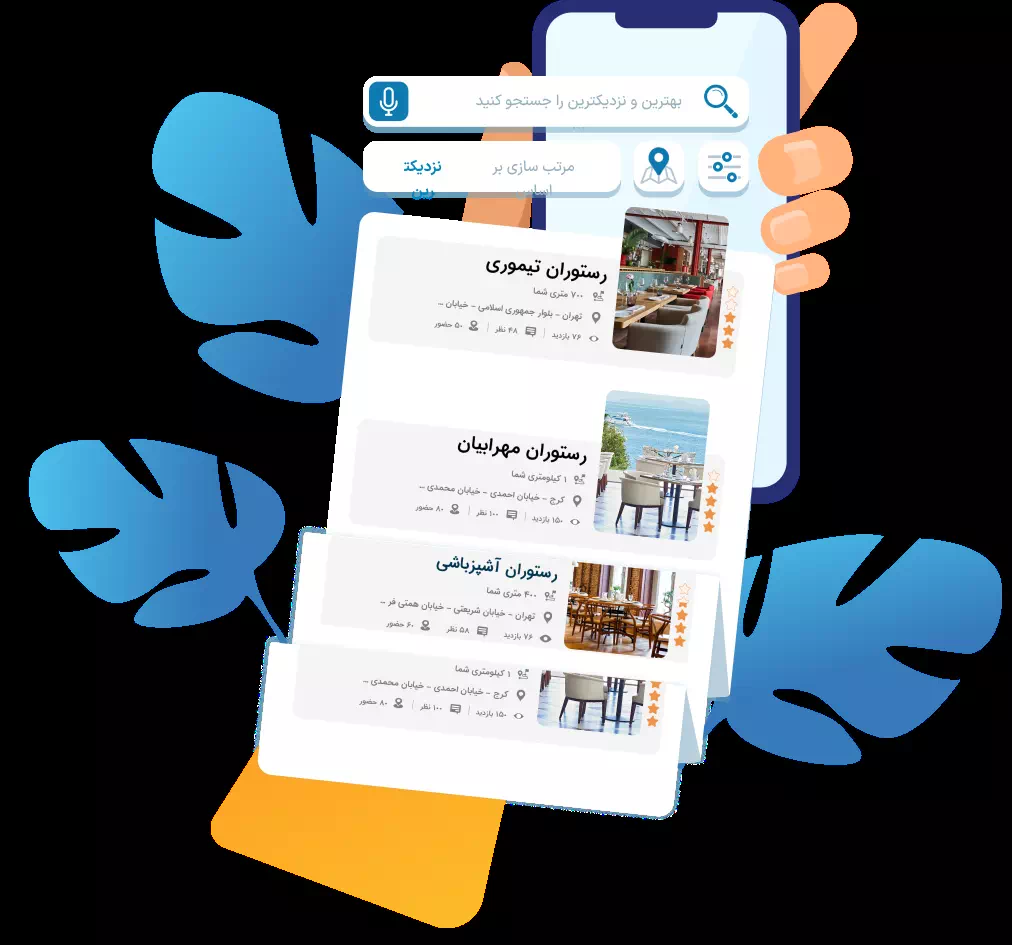 بهترین و نزدیکترین را جستجو کنید
مرتب سازی بر
اساس
نزدیکت
رین
رستوران تیموری
۷۰۰ متری شما
تهران - بلوار جمهوری اسلامی - خیابان ...
۷۶ بازدید | ۴۸ نظر | ۵۰ حضور
رستوران مهرابیان
۱ کیلومتری شما
کرج - خیابان احمدی - خیابان محمدی ...
۱۵۰ بازدید | ۱۰۰ نظر | ۸۰ حضور
رستوران آشپزباشی
۴۰۰ متری شما
تهران - خیابان شریعتی - خیابان همتی فر ...
۷۶ بازدید | ۵۸ نظر | ۶۰ حضور
۱ کیلومتری شما
کرج - خیابان احمدی - خیابان محمدی ...
۱۵۰ بازدید | ۱۰۰ نظر | ۸۰ حضور